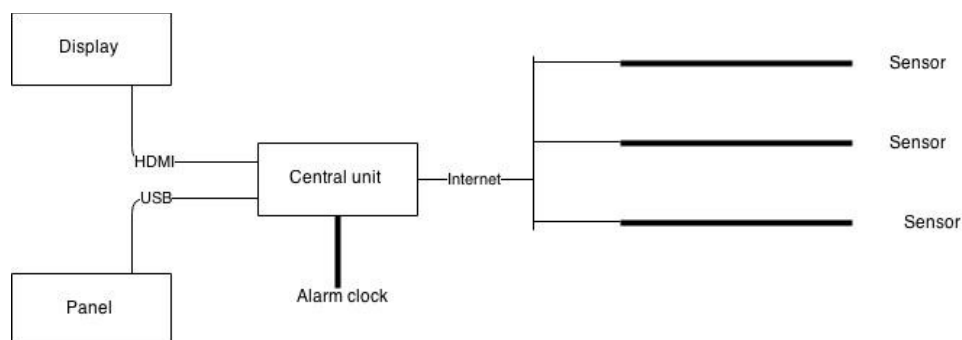 Display
Sensor
Sensor
HDMI
Central unit
Internet
USB
Sensor
Alarm clock
Panel